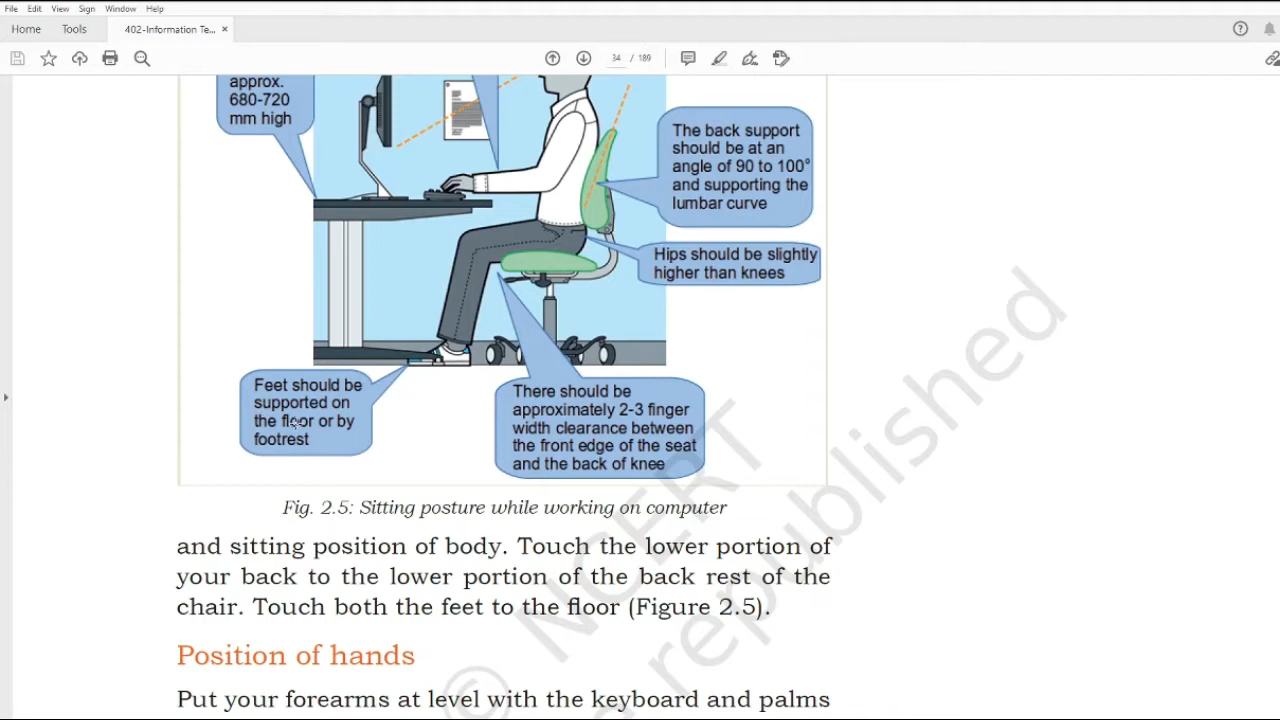 File Edit View Sign Window Help
Home Tools 402-Information Te... ×
34 / 189
approx.
680-720
mm high
The back support
should be at an
angle of 90 to 100°
and supporting the
lumbar curve
Hips should be slightly
higher than knees
Feet should be
supported on
the floor or by
footrest
There should be
approximately 2-3 finger
width clearance between
the front edge of the seat
and the back of knee
Fig. 2.5: Sitting posture while working on computer
and sitting position of body. Touch the lower portion of
your back to the lower portion of the back rest of the
chair. Touch both the feet to the floor (Figure 2.5).
Position of hands
Put your forearms at level with the keyboard and palms
© NCERT
republished